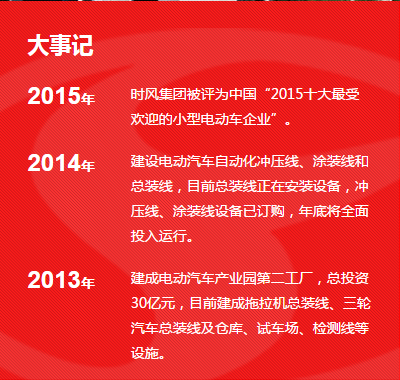 大事记
2015年
时风集团被评为中国“2015十大最受
欢迎的小型电动车企业”。
2014年
建设电动汽车自动化冲压线、涂装线和
总装线，目前总装线正在安装设备，冲
压线、涂装线设备已订购，年底将全面
投入运行。
2013年
建成电动汽车产业园第二工厂，总投资
30亿元，目前建成拖拉机总装线、三轮
汽车总装线及仓库、试车场、检测线等
设施。